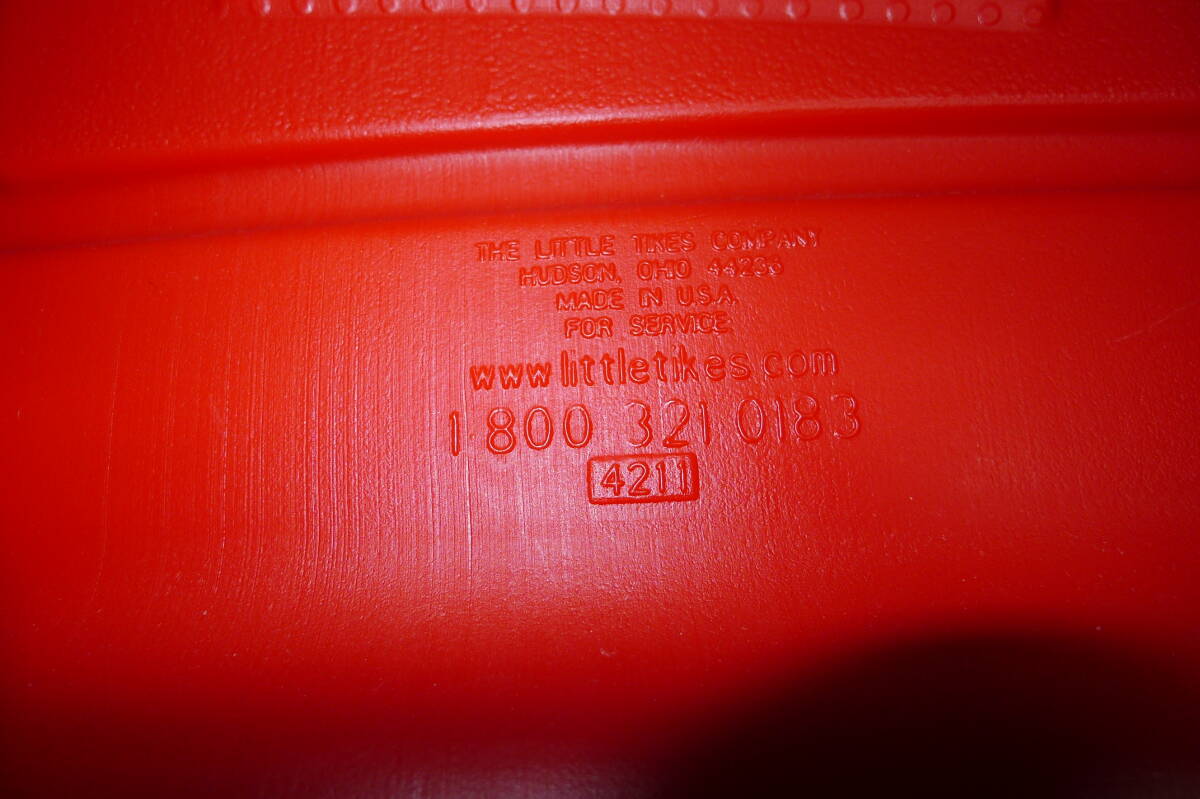 THE LITTLE TIKES COMPANY
HUDSON, OHIO 44236
MADE IN U.S.A.
FOR SERVICE
www.littletikes.com
1 800 321 0183
4211